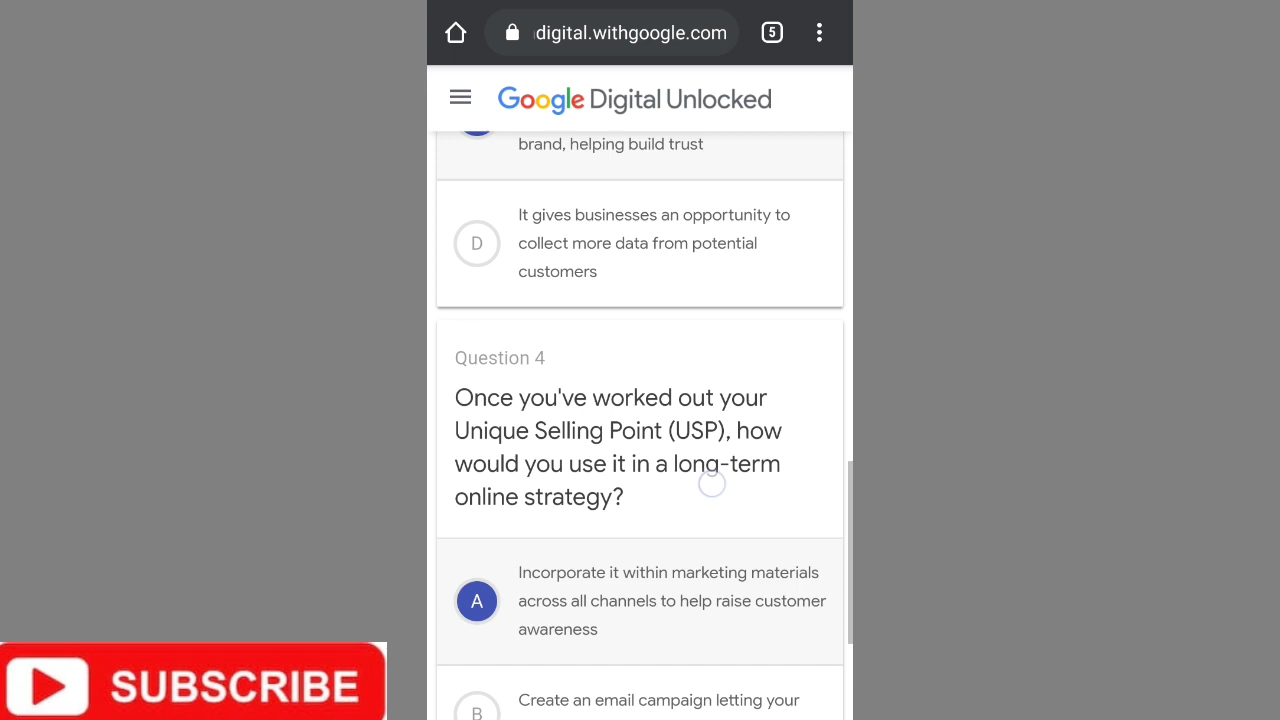 digital.withgoogle.com
5
Google Digital Unlocked
brand, helping build trust
D
It gives businesses an opportunity to
collect more data from potential
customers
Question 4
Once you've worked out your
Unique Selling Point (USP), how
would you use it in a long-term
online strategy?
A
Incorporate it within marketing materials
across all channels to help raise customer
awareness
B
Create an email campaign letting your
SUBSCRIBE